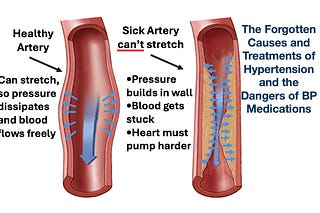 Healthy
Artery
Can stretch,
so pressure
dissipates
and blood
flows freely
Sick Artery
can't stretch
•Pressure
builds in wall
•Blood gets
stuck
•Heart must
pump harder
The Forgotten
Causes and
Treatments of
Hypertension
and the
Dangers of BP
Medications